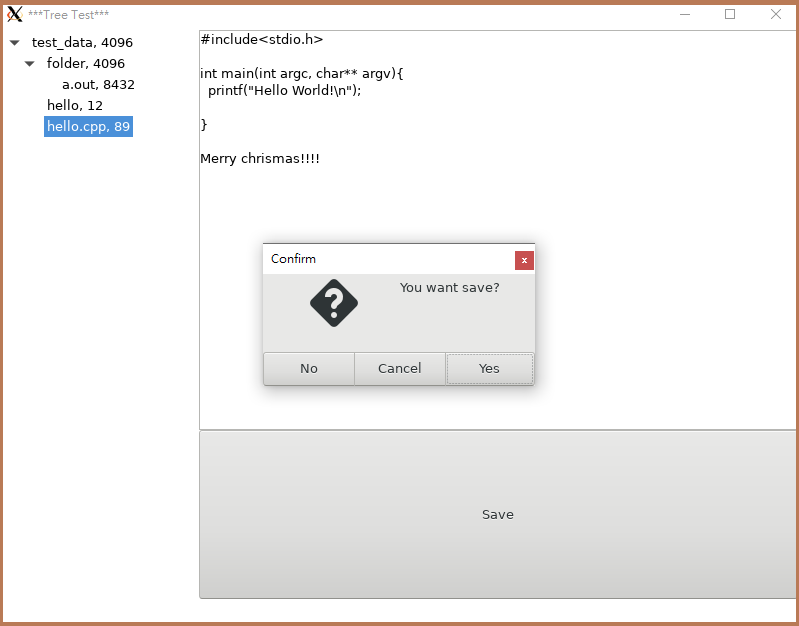 ***Tree Test***
test_data, 4096
folder, 4096
a.out, 8432
hello, 12
hello.cpp, 89
#include<stdio.h>
int main(int argc, char** argv){
printf("Hello World!\n");
}
Merry chrismas!!!!
Confirm
x
You want save?
No
Cancel
Yes
Save